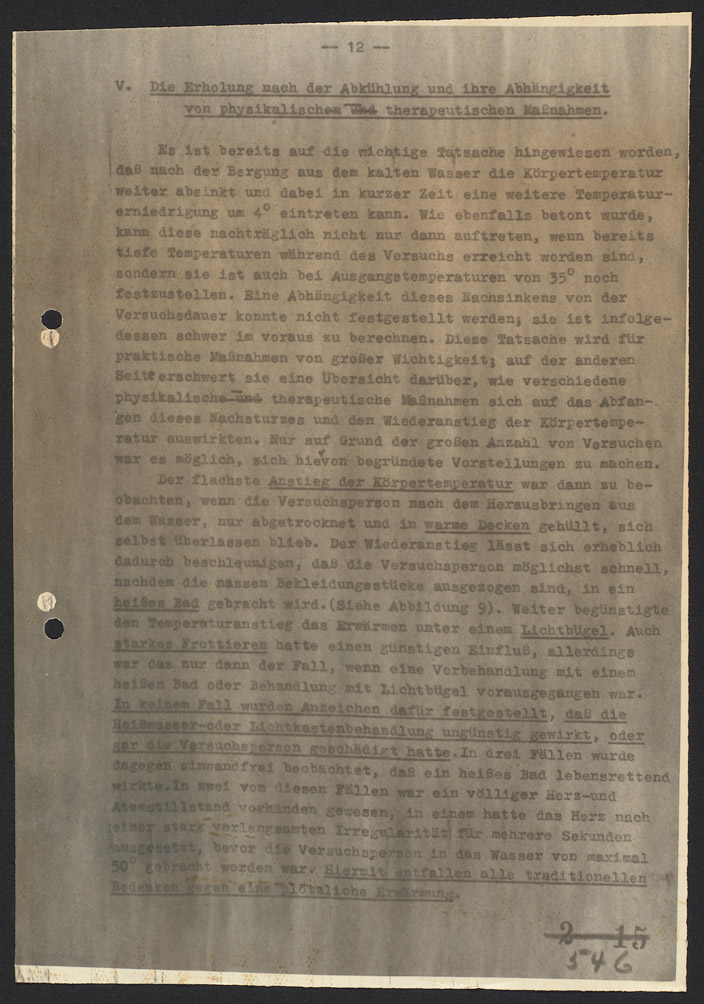 — 12 —
V. Die Erholung nach der Abkühlung und ihre Abhängigkeit
von physikalischen und therapeutischen Maßnahmen.
Es ist bereits auf die wichtige Tatsache hingewiesen worden,
daß nach der Bergung aus dem kalten Wasser die Körpertemperatur
weiter absinkt und dabei in kurzer Zeit eine weitere Temperatur-
erniedrigung um 4° eintreten kann. Wie ebenfalls betont wurde,
kann diese nachträglich nicht nur dann auftreten, wenn bereits
tiefe Temperaturen während des Versuchs erreicht worden sind,
sondern sie ist auch bei Ausgangstemperaturen von 35° noch
festzustellen. Eine Abhängigkeit dieses Nachsinkens von der
Versuchsdauer konnte nicht festgestellt werden; sie ist infolge-
dessen schwer im voraus zu berechnen. Diese Tatsache wird für
praktische Maßnahmen von großer Wichtigkeit; auf der anderen
Seite erschwert sie eine Übersicht darüber, wie verschiedene
physikalische und therapeutische Maßnahmen sich auf das Abfan-
gen dieses Nachsturzes und den Wiederanstieg der Körpertempe-
ratur auswirkten. Nur auf Grund der großen Anzahl von Versuchen
war es möglich, sich hievon begründete Vorstellungen zu machen.
Der flachste Anstieg der Körpertemperatur war dann zu be-
obachten, wenn die Versuchsperson nach dem Herausbringen aus
dem Wasser, nur abgetrocknet und in warme Decken gehüllt, sich
selbst überlassen blieb. Der Wiederanstieg lässt sich erheblich
dadurch beschleunigen, daß die Versuchsperson möglichst schnell,
nachdem die nassen Bekleidungsstücke ausgezogen sind, in ein
heißes Bad gebracht wird.(Siehe Abbildung 9). Weiter begünstigte
den Temperaturanstieg das Erwärmen unter einem Lichtbügel. Auch
starkes Frottieren hatte einen günstigen Einfluß, allerdings
war das nur dann der Fall, wenn eine Vorbehandlung mit einem
heißen Bad oder Behandlung mit Lichtbügel vorausgegangen war.
In keinem Fall wurden Anzeichen dafür festgestellt, daß die
Heißwasser-oder Lichtkastenbehandlung ungünstig gewirkt, oder
gar die Versuchsperson geschädigt hatte.In drei Fällen wurde
dagegen einwandfrei beobachtet, daß ein heißes Bad lebensrettend
wirkte.In zwei von diesen Fällen war ein völliger Herz-und
Atemstillstand vorhanden gewesen, in einem hatte das Herz nach
einer stark verlangsamten Irregularität für mehrere Sekunden
ausgesetzt, bevor die Versuchsperson in das Wasser von maximal
50° gebracht worden war. Hiermit entfallen alle traditionellen
Bedenken gegen eine plötzliche Erwärmung.
2 — 15
546